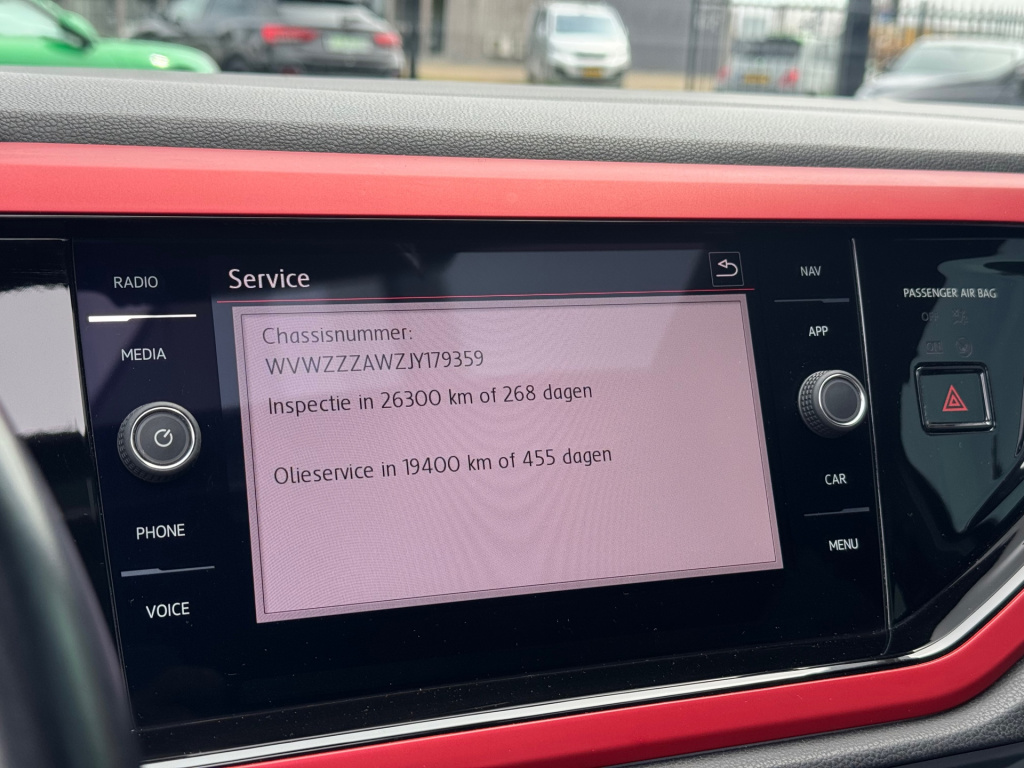 Service
Chassisnummer:
WVWZZZAWZJY179359
Inspectie in 26300 km of 268 dagen
Olieservice in 19400 km of 455 dagen
RADIO
MEDIA
PHONE
VOICE
NAV
APP
CAR
MENU
PASSENGER AIR BAG
OFF